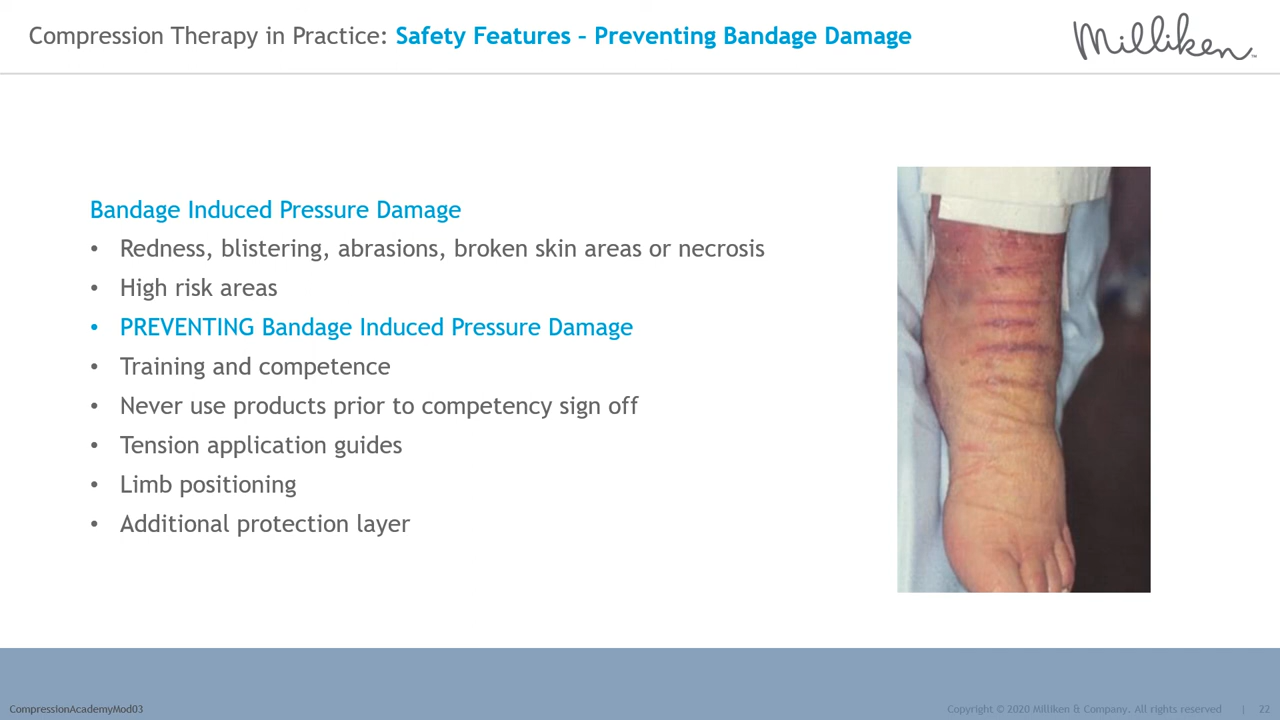 Compression Therapy in Practice: Safety Features – Preventing Bandage Damage
Milliken™
Bandage Induced Pressure Damage
• Redness, blistering, abrasions, broken skin areas or necrosis
• High risk areas
• PREVENTING Bandage Induced Pressure Damage
• Training and competence
• Never use products prior to competency sign off
• Tension application guides
• Limb positioning
• Additional protection layer
CompressionAcademyMod03
Copyright © 2020 Milliken & Company. All rights reserved | 22